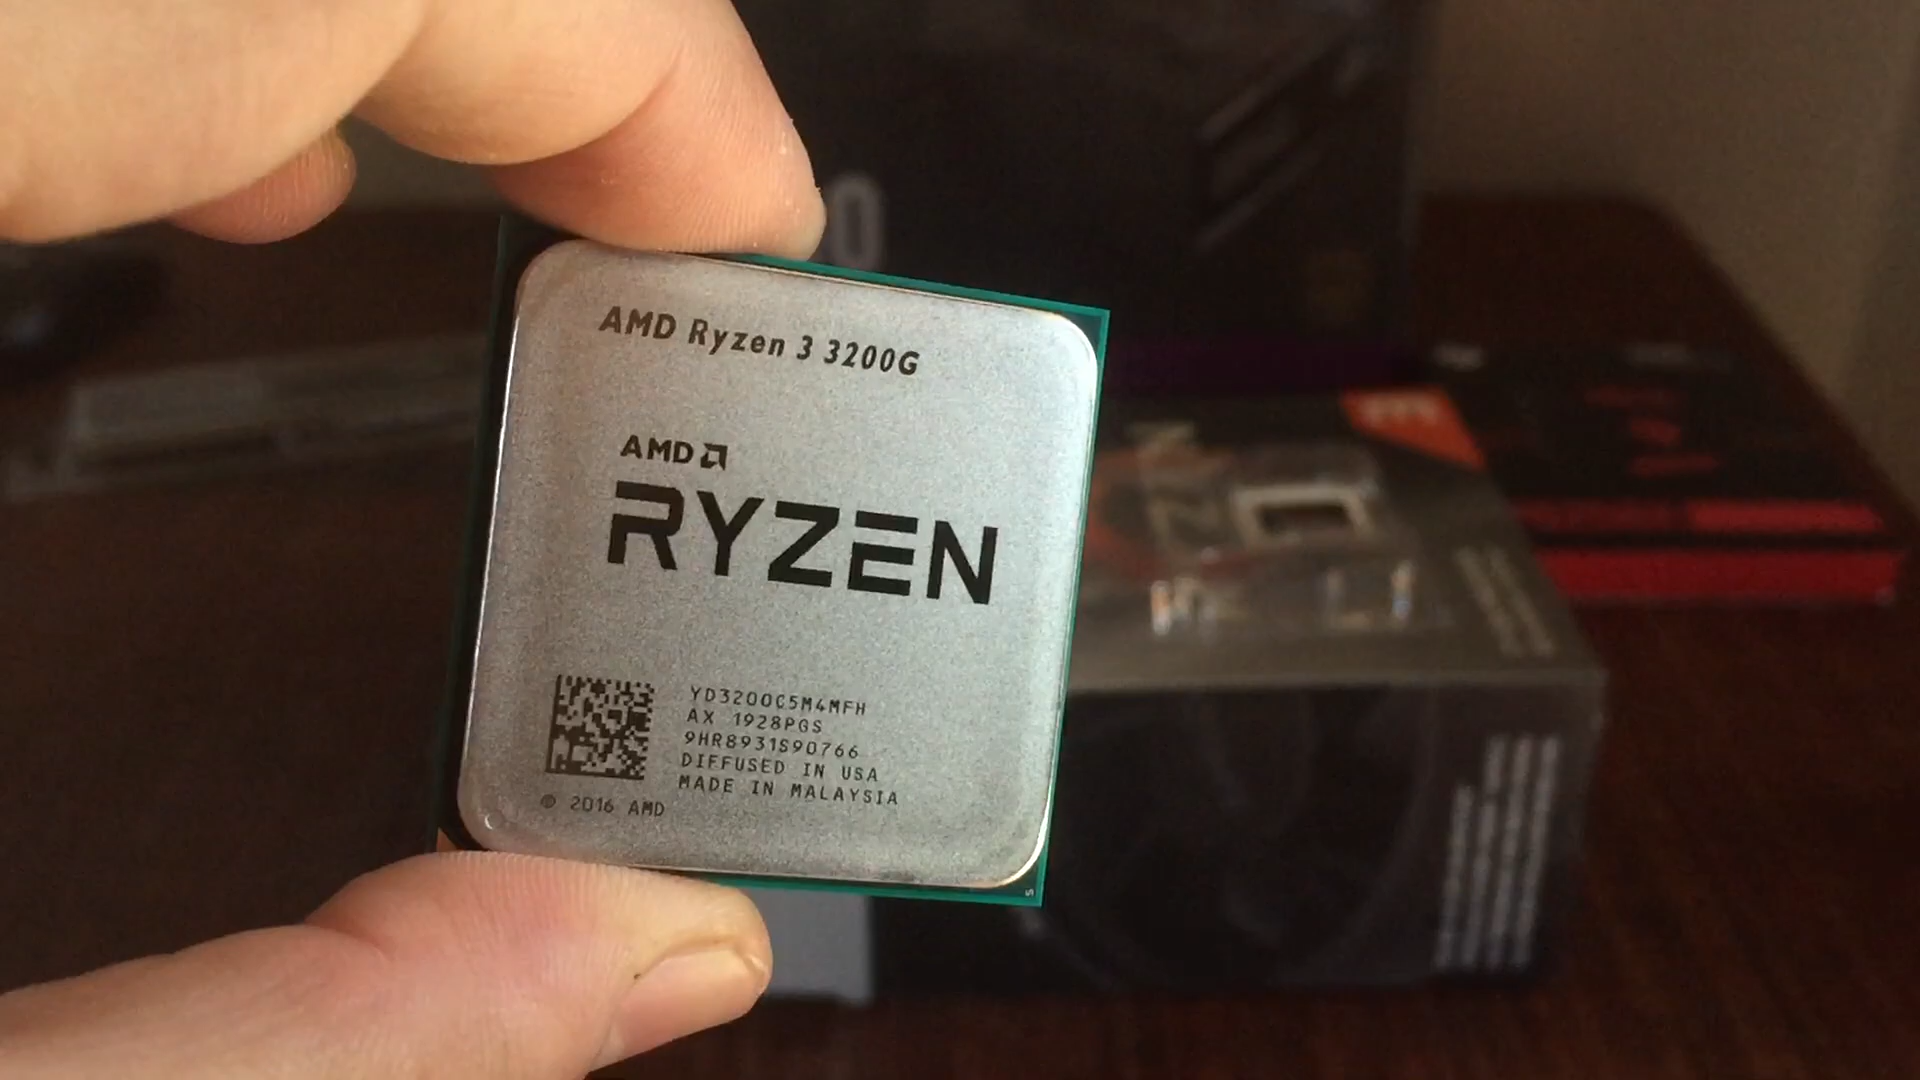 AMD Ryzen 3 3200G
AMD
RYZEN
YD3200C5M4MFH
AX 1928PGS
9HR8931S90766
DIFFUSED IN USA
MADE IN MALAYSIA
© 2016 AMD